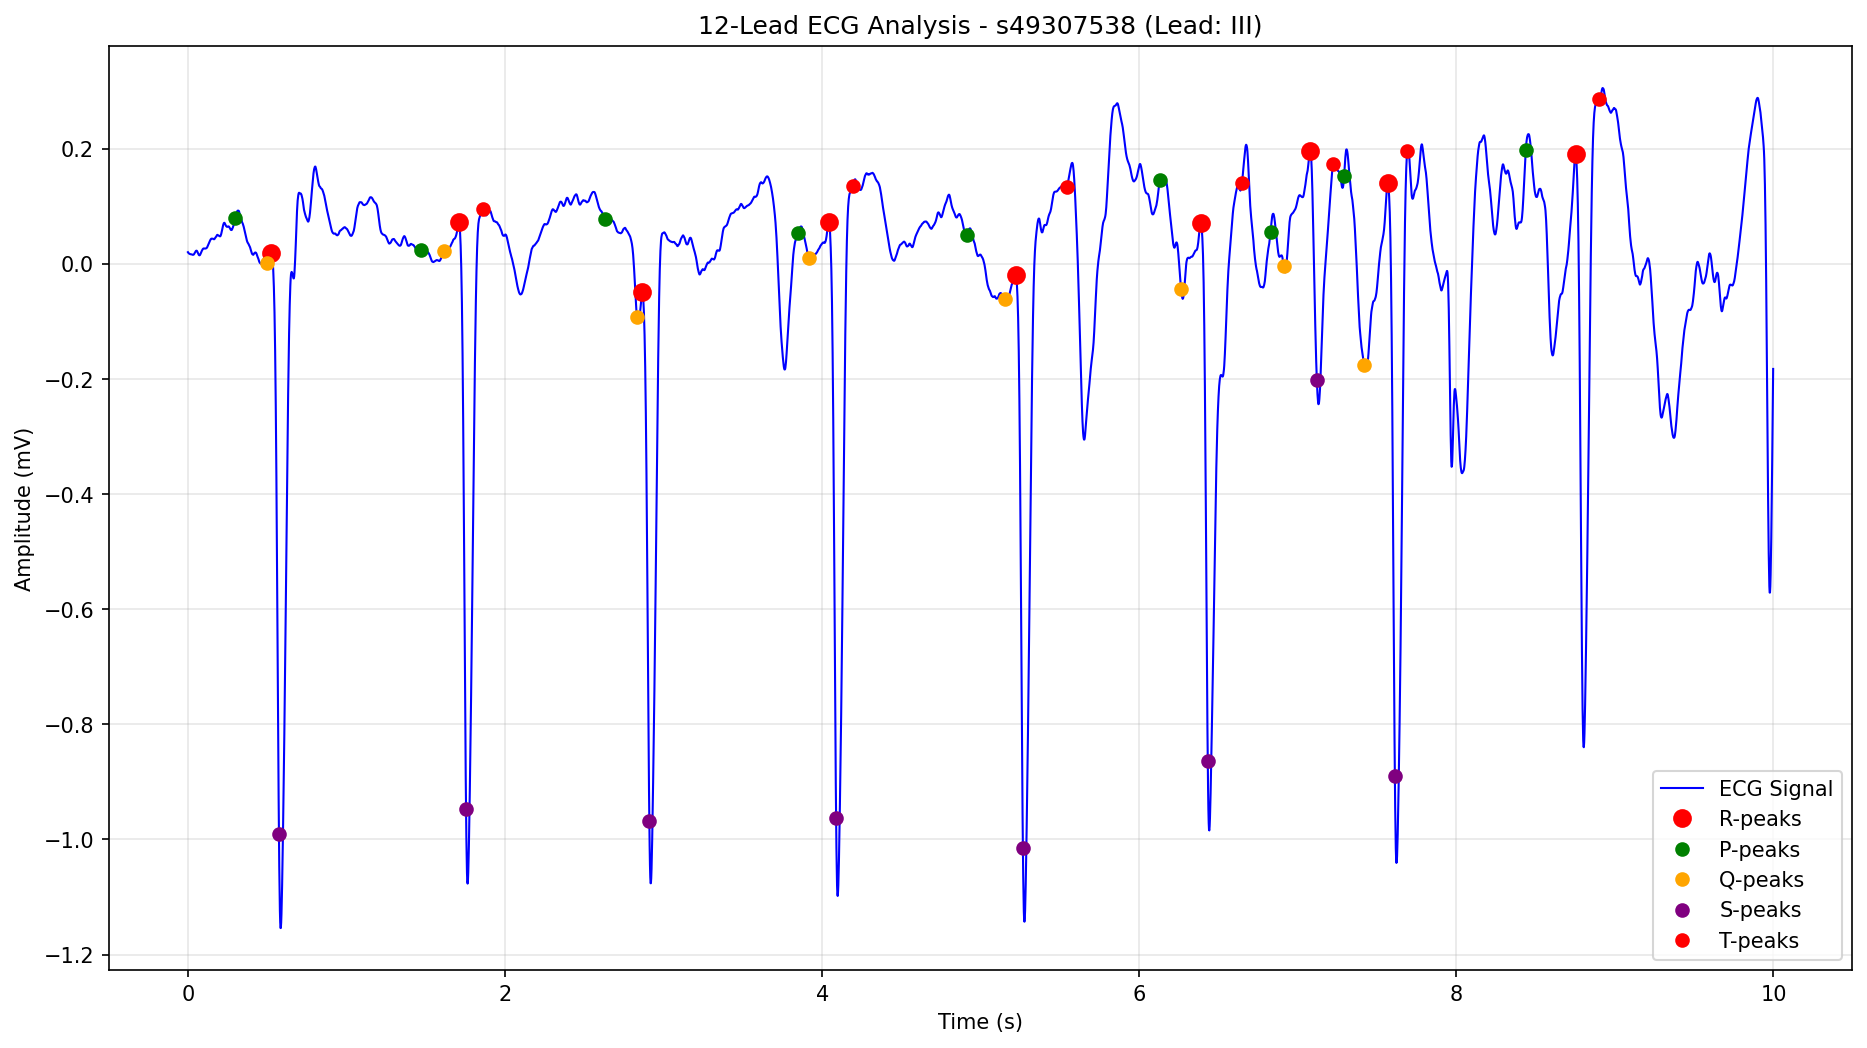 12-Lead ECG Analysis - s49307538 (Lead: III)
Amplitude (mV)
0.2
0.0
−0.2
−0.4
−0.6
−0.8
−1.0
−1.2
0 2 4 6 8 10
Time (s)
ECG Signal
R-peaks
P-peaks
Q-peaks
S-peaks
T-peaks